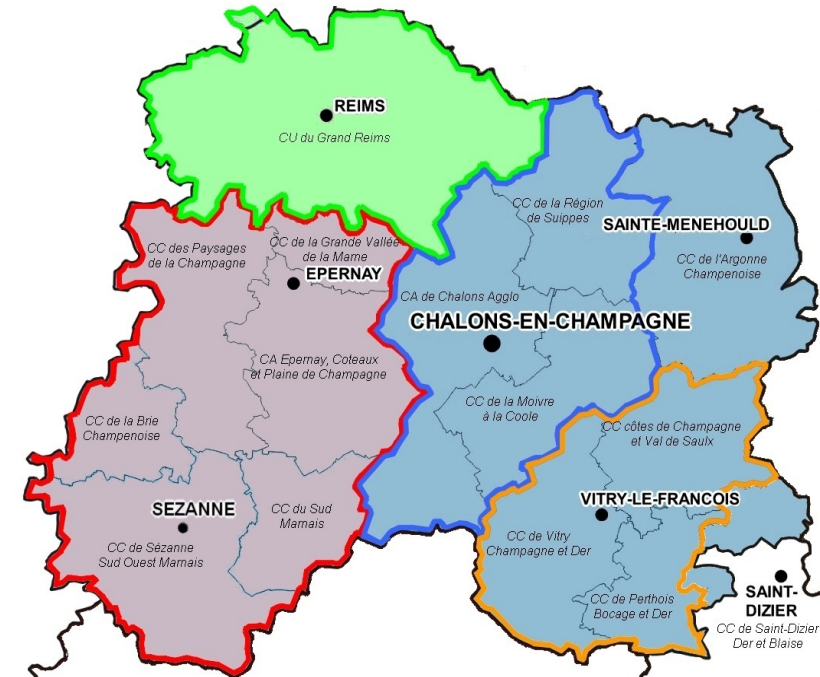 REIMS
CU du Grand Reims
CC de la Région
de Suippes
SAINTE-MENEHOULD
CC de l'Argonne
Champenoise
CC des Paysages
de la Champagne
CC de la Grande Vallée
de la Marne
EPERNAY
CA de Chalons Agglo
CHALONS-EN-CHAMPAGNE
CA Epernay, Coteaux
et Plaine de Champagne
CC de la Moivre
à la Coole
CC de la Brie
Champenoise
CC côtes de Champagne
et Val de Saulx
SEZANNE
CC du Sud
Marnais
VITRY-LE-FRANCOIS
CC de Sézanne
Sud Ouest Marnais
CC de Vitry
Champagne et Der
CC de Perthois
Bocage et Der
SAINT-
DIZIER
CC de Saint-Dizier
Der et Blaise